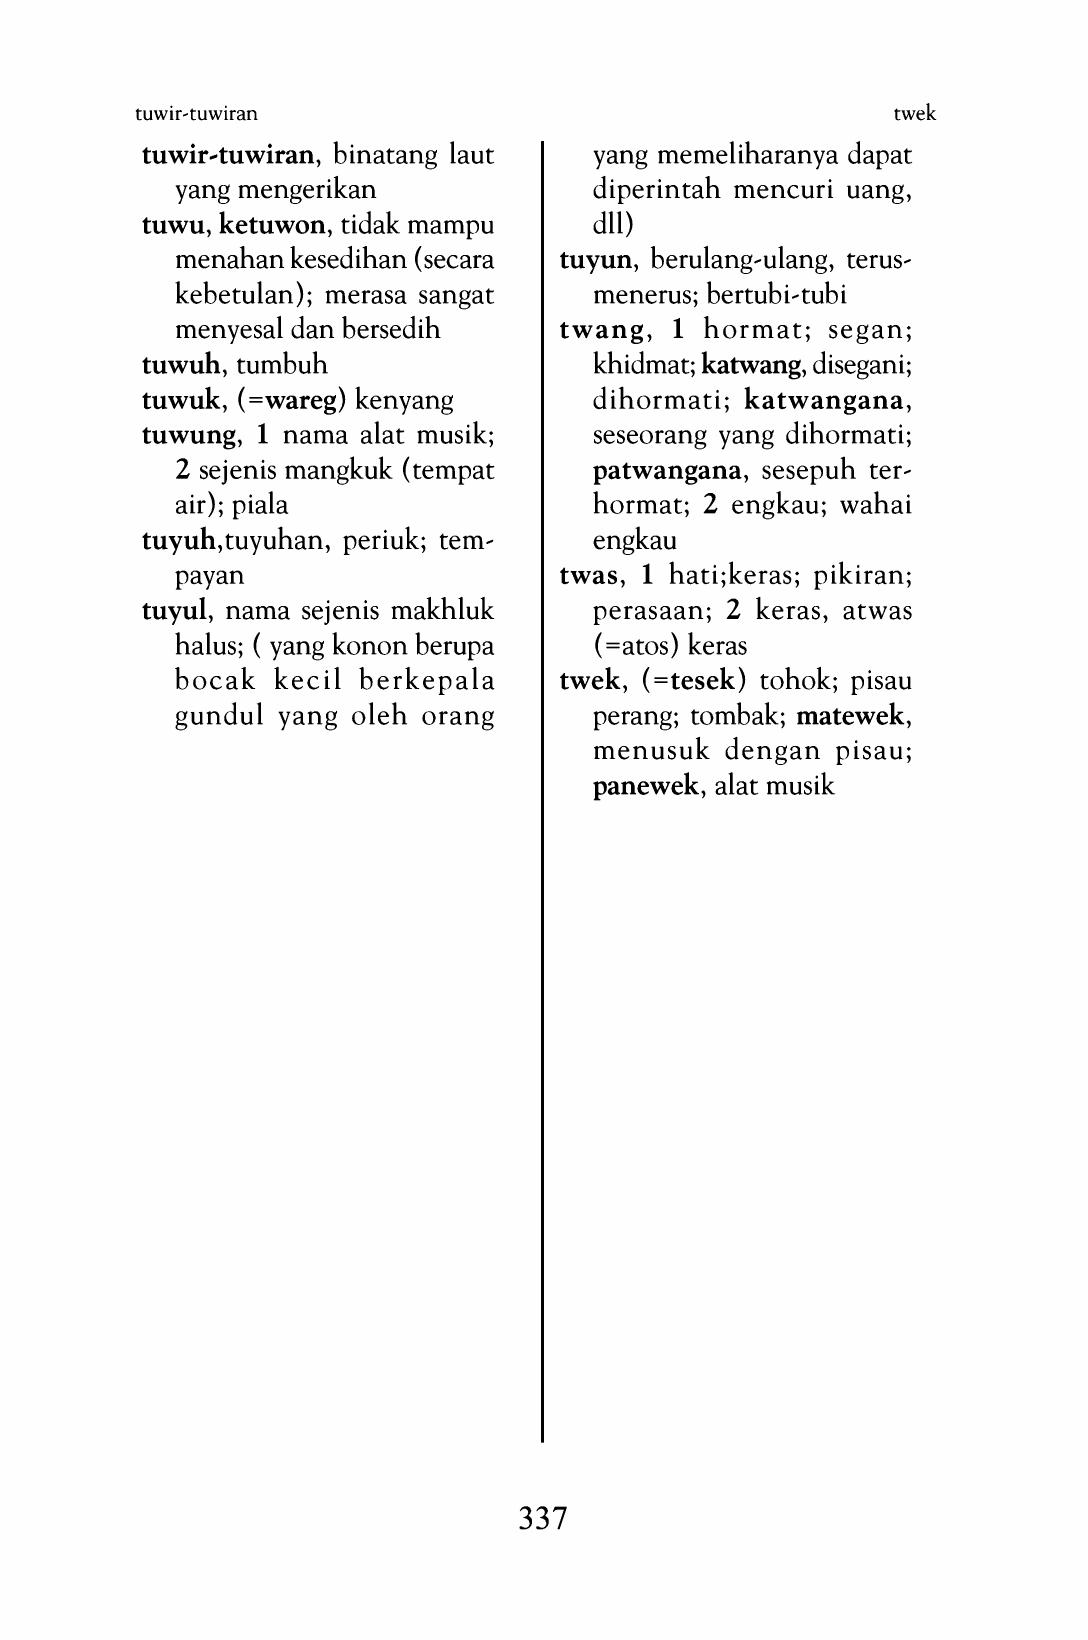 tuwir-tuwiran
twek
tuwir-tuwiran, binatang laut
yang mengerikan
tuwu, ketuwon, tidak mampu
menahan kesedihan (secara
kebetulan); merasa sangat
menyesal dan bersedih
tuwuh, tumbuh
tuwuk, (=wareg) kenyang
tuwung, 1 nama alat musik;
2 sejenis mangkuk (tempat
air); piala
tuyuh,tuyuhan, periuk; tem-
payan
tuyul, nama sejenis makhluk
halus; ( yang konon berupa
bocak kecil berkepala
gundul yang oleh orang
yang memeliharanya dapat
diperintah mencuri uang,
dll)
tuyun, berulang-ulang, terus-
menerus; bertubi-tubi
twang, 1 hormat; segan;
khidmat; katwang, disegani;
dihormati; katwangana,
seseorang yang dihormati;
patwangana, sesepuh ter-
hormat; 2 engkau; wahai
engkau
twas, 1 hati;keras; pikiran;
perasaan; 2 keras, atwas
(=atos) keras
twek, (=tesek) tohok; pisau
perang; tombak; matewek,
menusuk dengan pisau;
panewek, alat musik
337